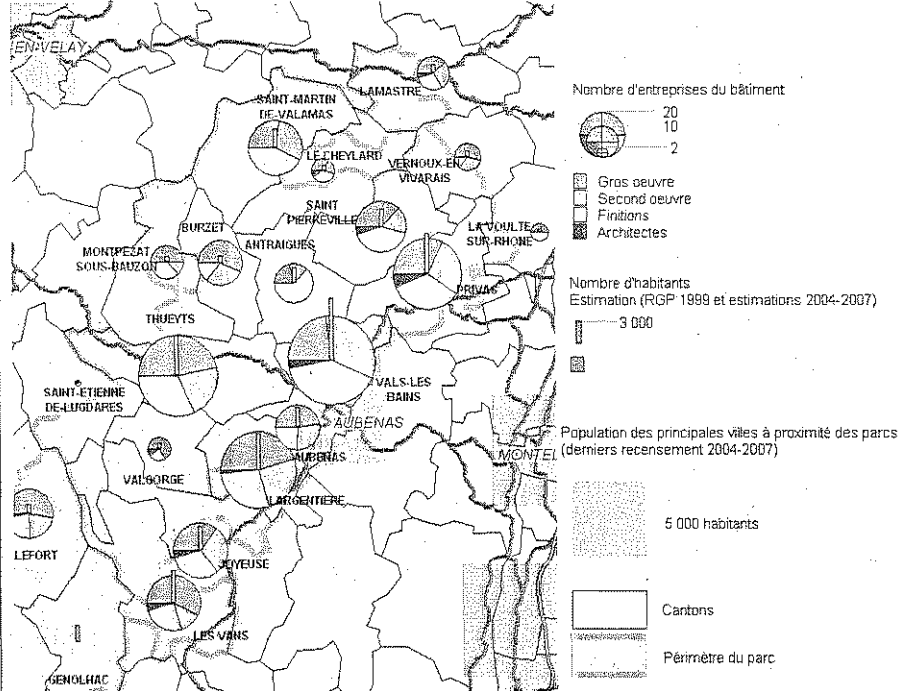 EN-VELAY
LAMASTRE
SAINT-MARTIN
DE-VALAMAS
LE CHEYLARD
VERNOUX-EN
VIVARAIS
SAINT
PIERREVILLE
BURZET
ANTRAIGUES
LA VOULTE
SUR-RHONE
MONTPEZAT
SOUS-BAUZON
PRIVAS
THUEYTS
SAINT-ETIENNE
DE-LUGDARES
VALS-LES
BAINS
AUBENAS
AUBENAS
MONTEL
VALGORGE
LARGENTIERE
LEFORT
JOYEUSE
LES VANS
GENOLHAC
Nombre d'entreprises du bâtiment
20
10
2
Gros oeuvre
Second oeuvre
Finitions
Architectes
Nombre d'habitants
Estimation (RGP 1999 et estimations 2004-2007)
3 000
Population des principales villes à proximité des parcs
(derniers recensement 2004-2007)
5 000 habitants
Cantons
Périmètre du parc